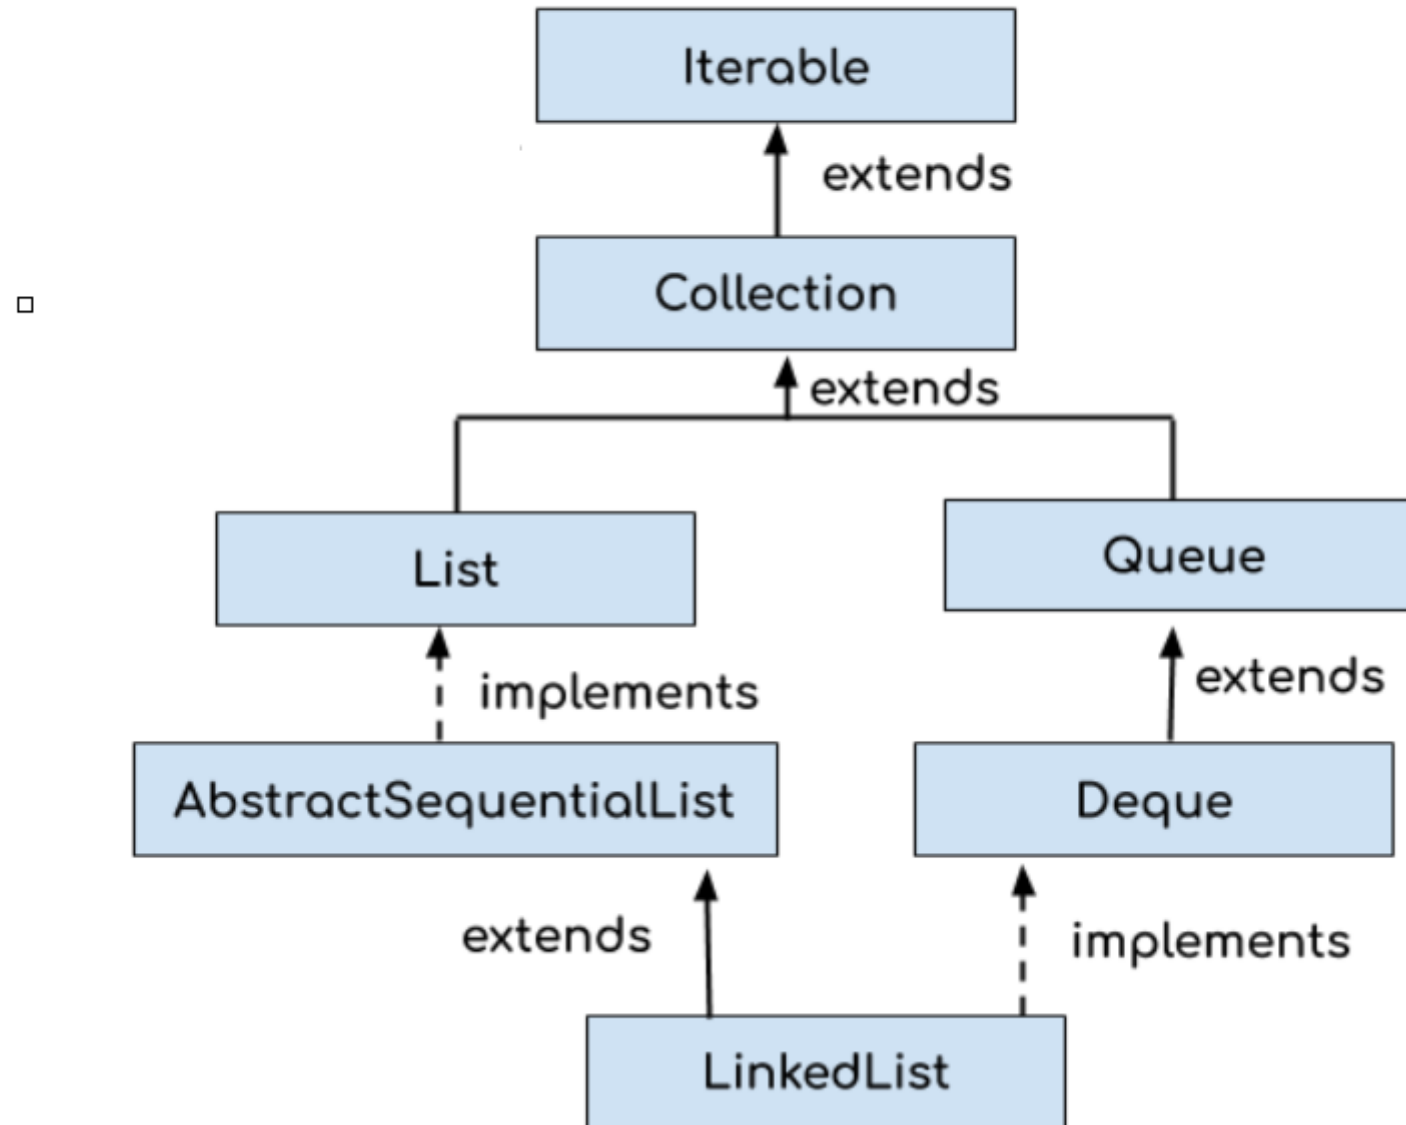 Iterable
extends
Collection
extends
List
Queue
implements
extends
AbstractSequentialList
Deque
extends
implements
LinkedList